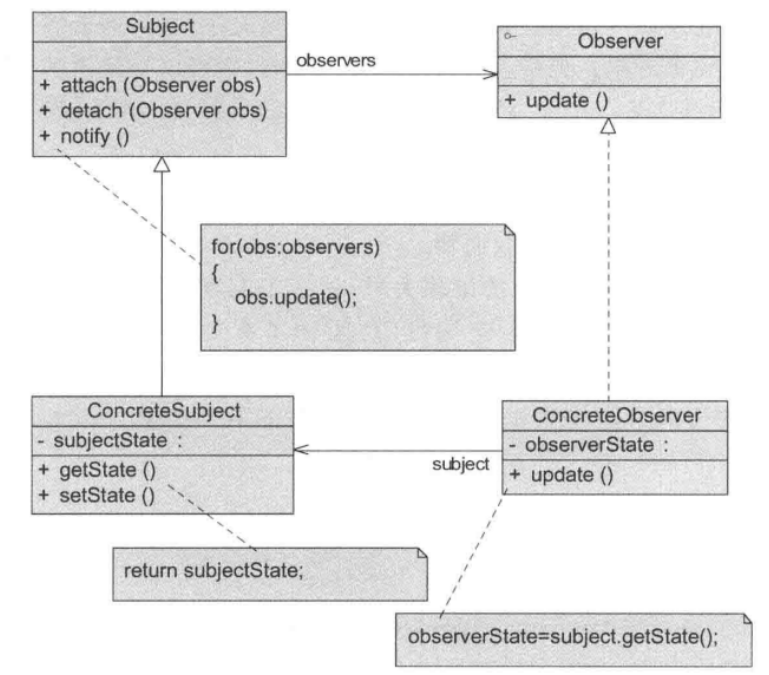 Subject
+ attach (Observer obs)
+ detach (Observer obs)
+ notify ()
observers
Observer
+ update ()
for(obs:observers)
{
obs.update();
}
ConcreteSubject
- subjectState :
+ getState ()
+ setState ()
subject
ConcreteObserver
- observerState :
+ update ()
return subjectState;
observerState=subject.getState();